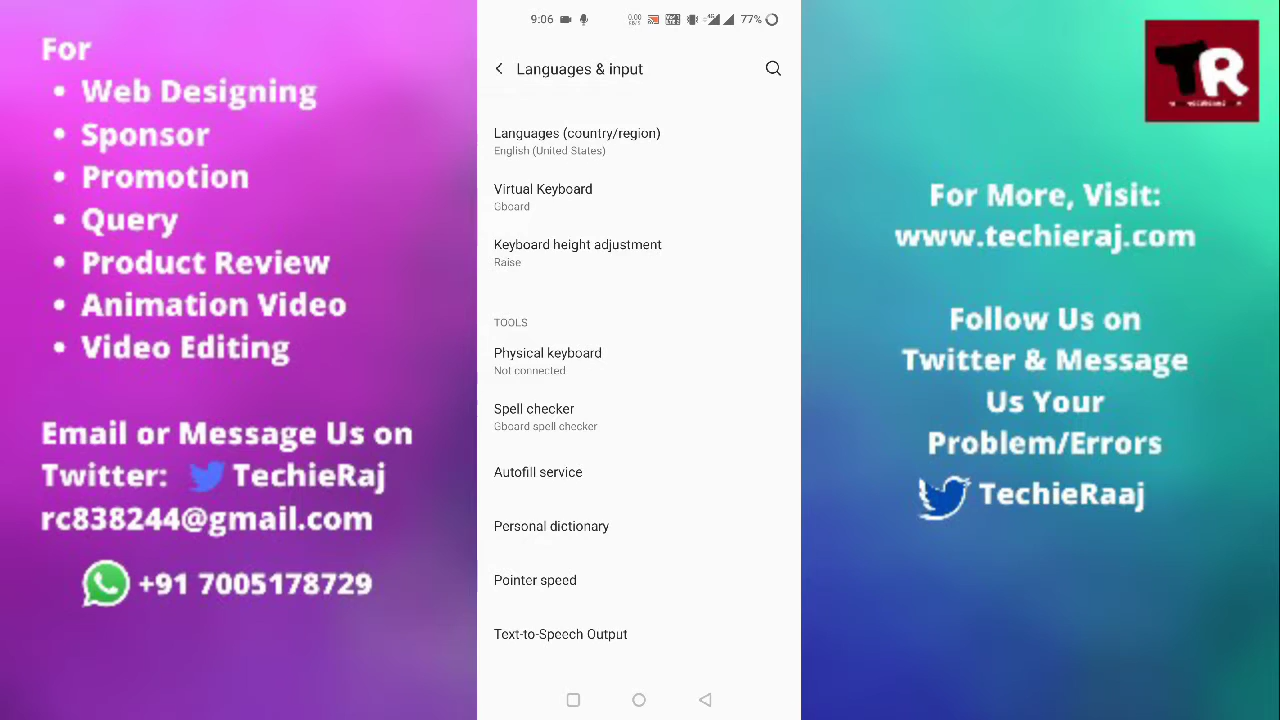 For
• Web Designing
• Sponsor
• Promotion
• Query
• Product Review
• Animation Video
• Video Editing
Email or Message Us on
Twitter: TechieRaj
rc838244@gmail.com
+91 7005178729
9:06
0.00
77%
Languages & input
Languages (country/region)
English (United States)
Virtual Keyboard
Gboard
Keyboard height adjustment
Raise
TOOLS
Physical keyboard
Not connected
Spell checker
Gboard spell checker
Autofill service
Personal dictionary
Pointer speed
Text-to-Speech Output
TR
For More, Visit:
www.techieraj.com
Follow Us on
Twitter & Message
Us Your
Problem/Errors
TechieRaaj